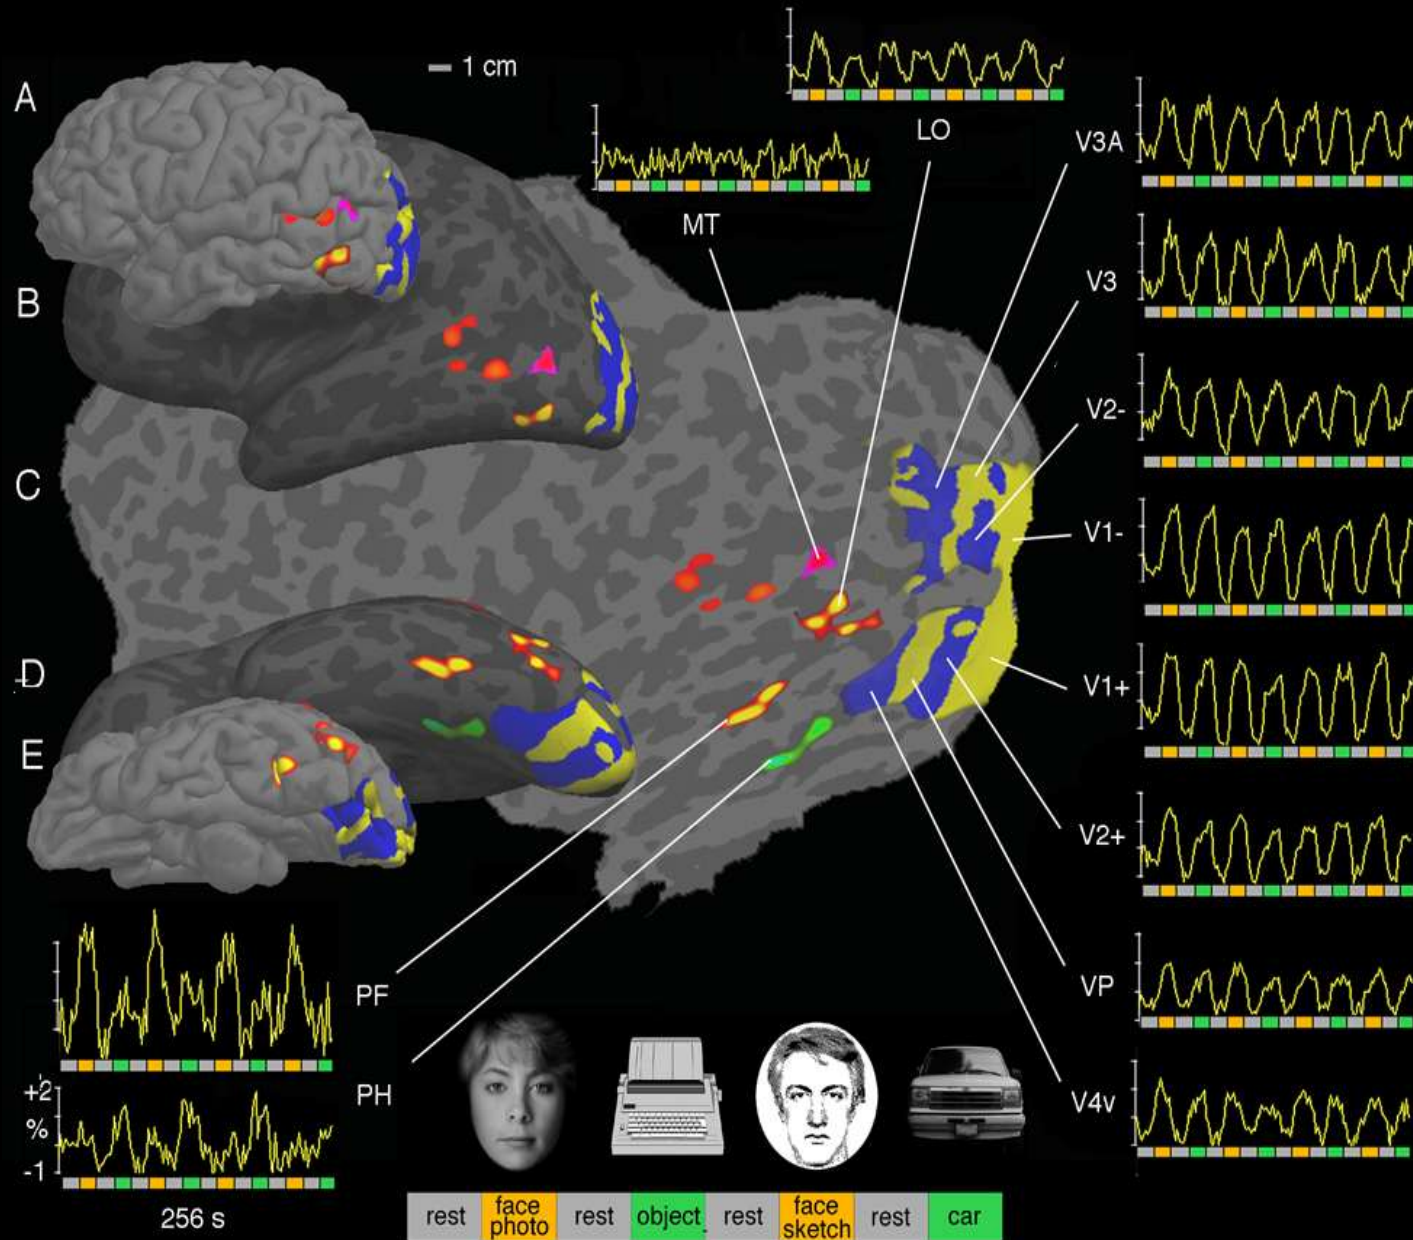 A
1 cm
LO
V3A
MT
B
V3
V2-
C
V1-
D
V1+
E
V2+
PF
VP
PH
V4v
+2
%
-1
256 s
rest
face
photo
rest
object
rest
face
sketch
rest
car